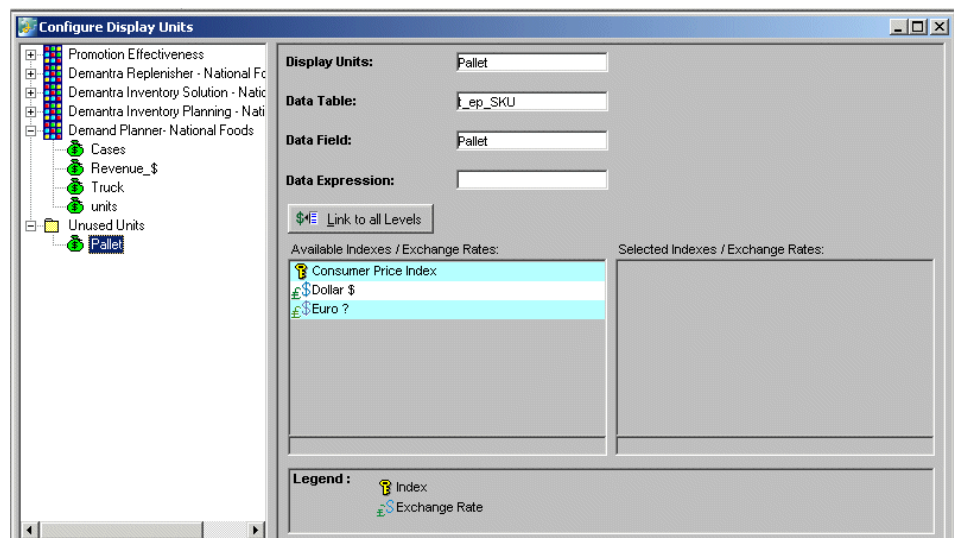 Configure Display Units
Promotion Effectiveness
Demantra Replenisher - National Fo
Demantra Inventory Solution - Natio
Demantra Inventory Planning - Nati
Demand Planner- National Foods
Cases
Revenue_$
Truck
units
Unused Units
Pallet
Display Units: Pallet
Data Table: t_ep_SKU
Data Field: Pallet
Data Expression:
Link to all Levels
Available Indexes / Exchange Rates:
Consumer Price Index
Dollar $
Euro ?
Selected Indexes / Exchange Rates:
Legend :
Index
Exchange Rate